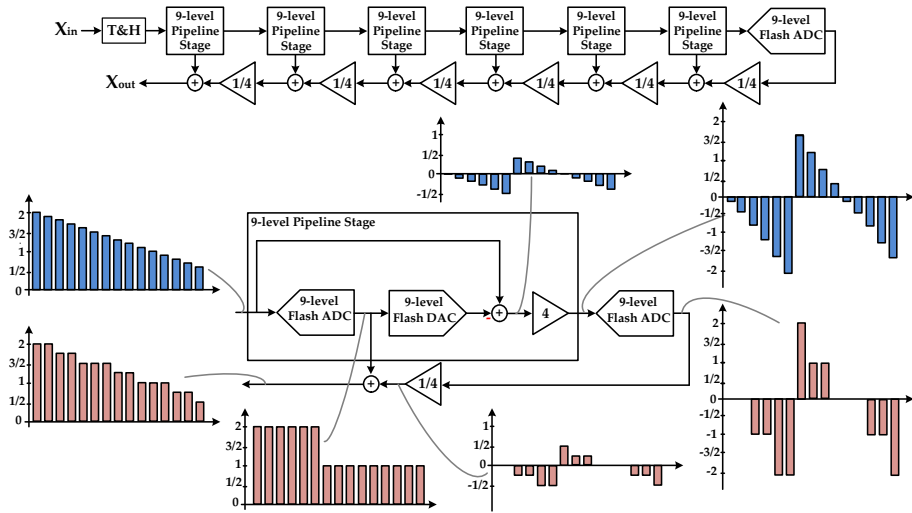 Xin
T&H
9-level
Pipeline
Stage
9-level
Pipeline
Stage
9-level
Pipeline
Stage
9-level
Pipeline
Stage
9-level
Pipeline
Stage
9-level
Pipeline
Stage
9-level
Flash ADC
Xout
+
1/4
+
1/4
+
1/4
+
1/4
+
1/4
+
1/4
1
1/2
0
-1/2
2
3/2
1
1/2
0
-1/2
-1
-3/2
-2
2
3/2
1
1/2
0
9-level Pipeline Stage
9-level
Flash ADC
9-level
Flash DAC
-
+
4
9-level
Flash ADC
+
1/4
2
3/2
1
1/2
0
2
3/2
1
1/2
0
1
1/2
0
-1/2
2
3/2
1
1/2
0
-1/2
-1
-3/2
-2